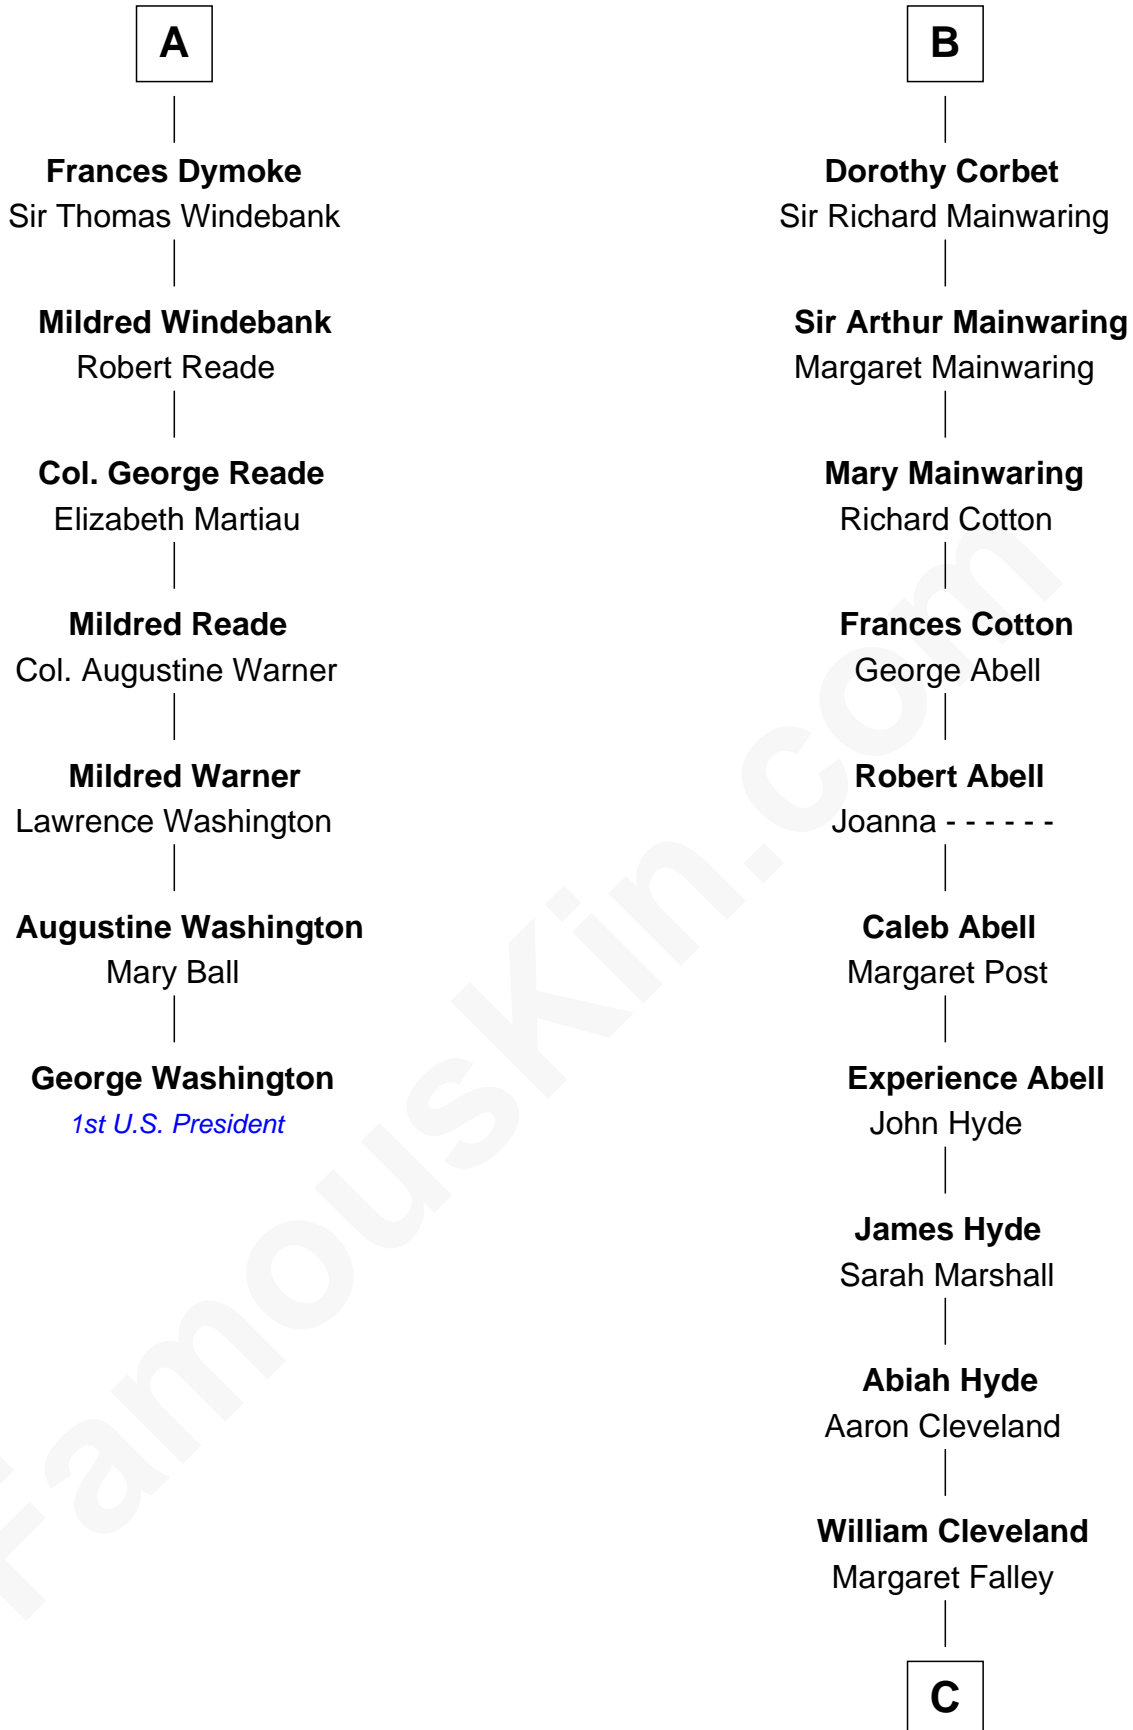 A
Frances Dymoke
Sir Thomas Windebank
Mildred Windebank
Robert Reade
Col. George Reade
Elizabeth Martiau
Mildred Reade
Col. Augustine Warner
Mildred Warner
Lawrence Washington
Augustine Washington
Mary Ball
George Washington
1st U.S. President
B
Dorothy Corbet
Sir Richard Mainwaring
Sir Arthur Mainwaring
Margaret Mainwaring
Mary Mainwaring
Richard Cotton
Frances Cotton
George Abell
Robert Abell
Joanna - - - - - -
Caleb Abell
Margaret Post
Experience Abell
John Hyde
James Hyde
Sarah Marshall
Abiah Hyde
Aaron Cleveland
William Cleveland
Margaret Falley
C
FamousKin.com